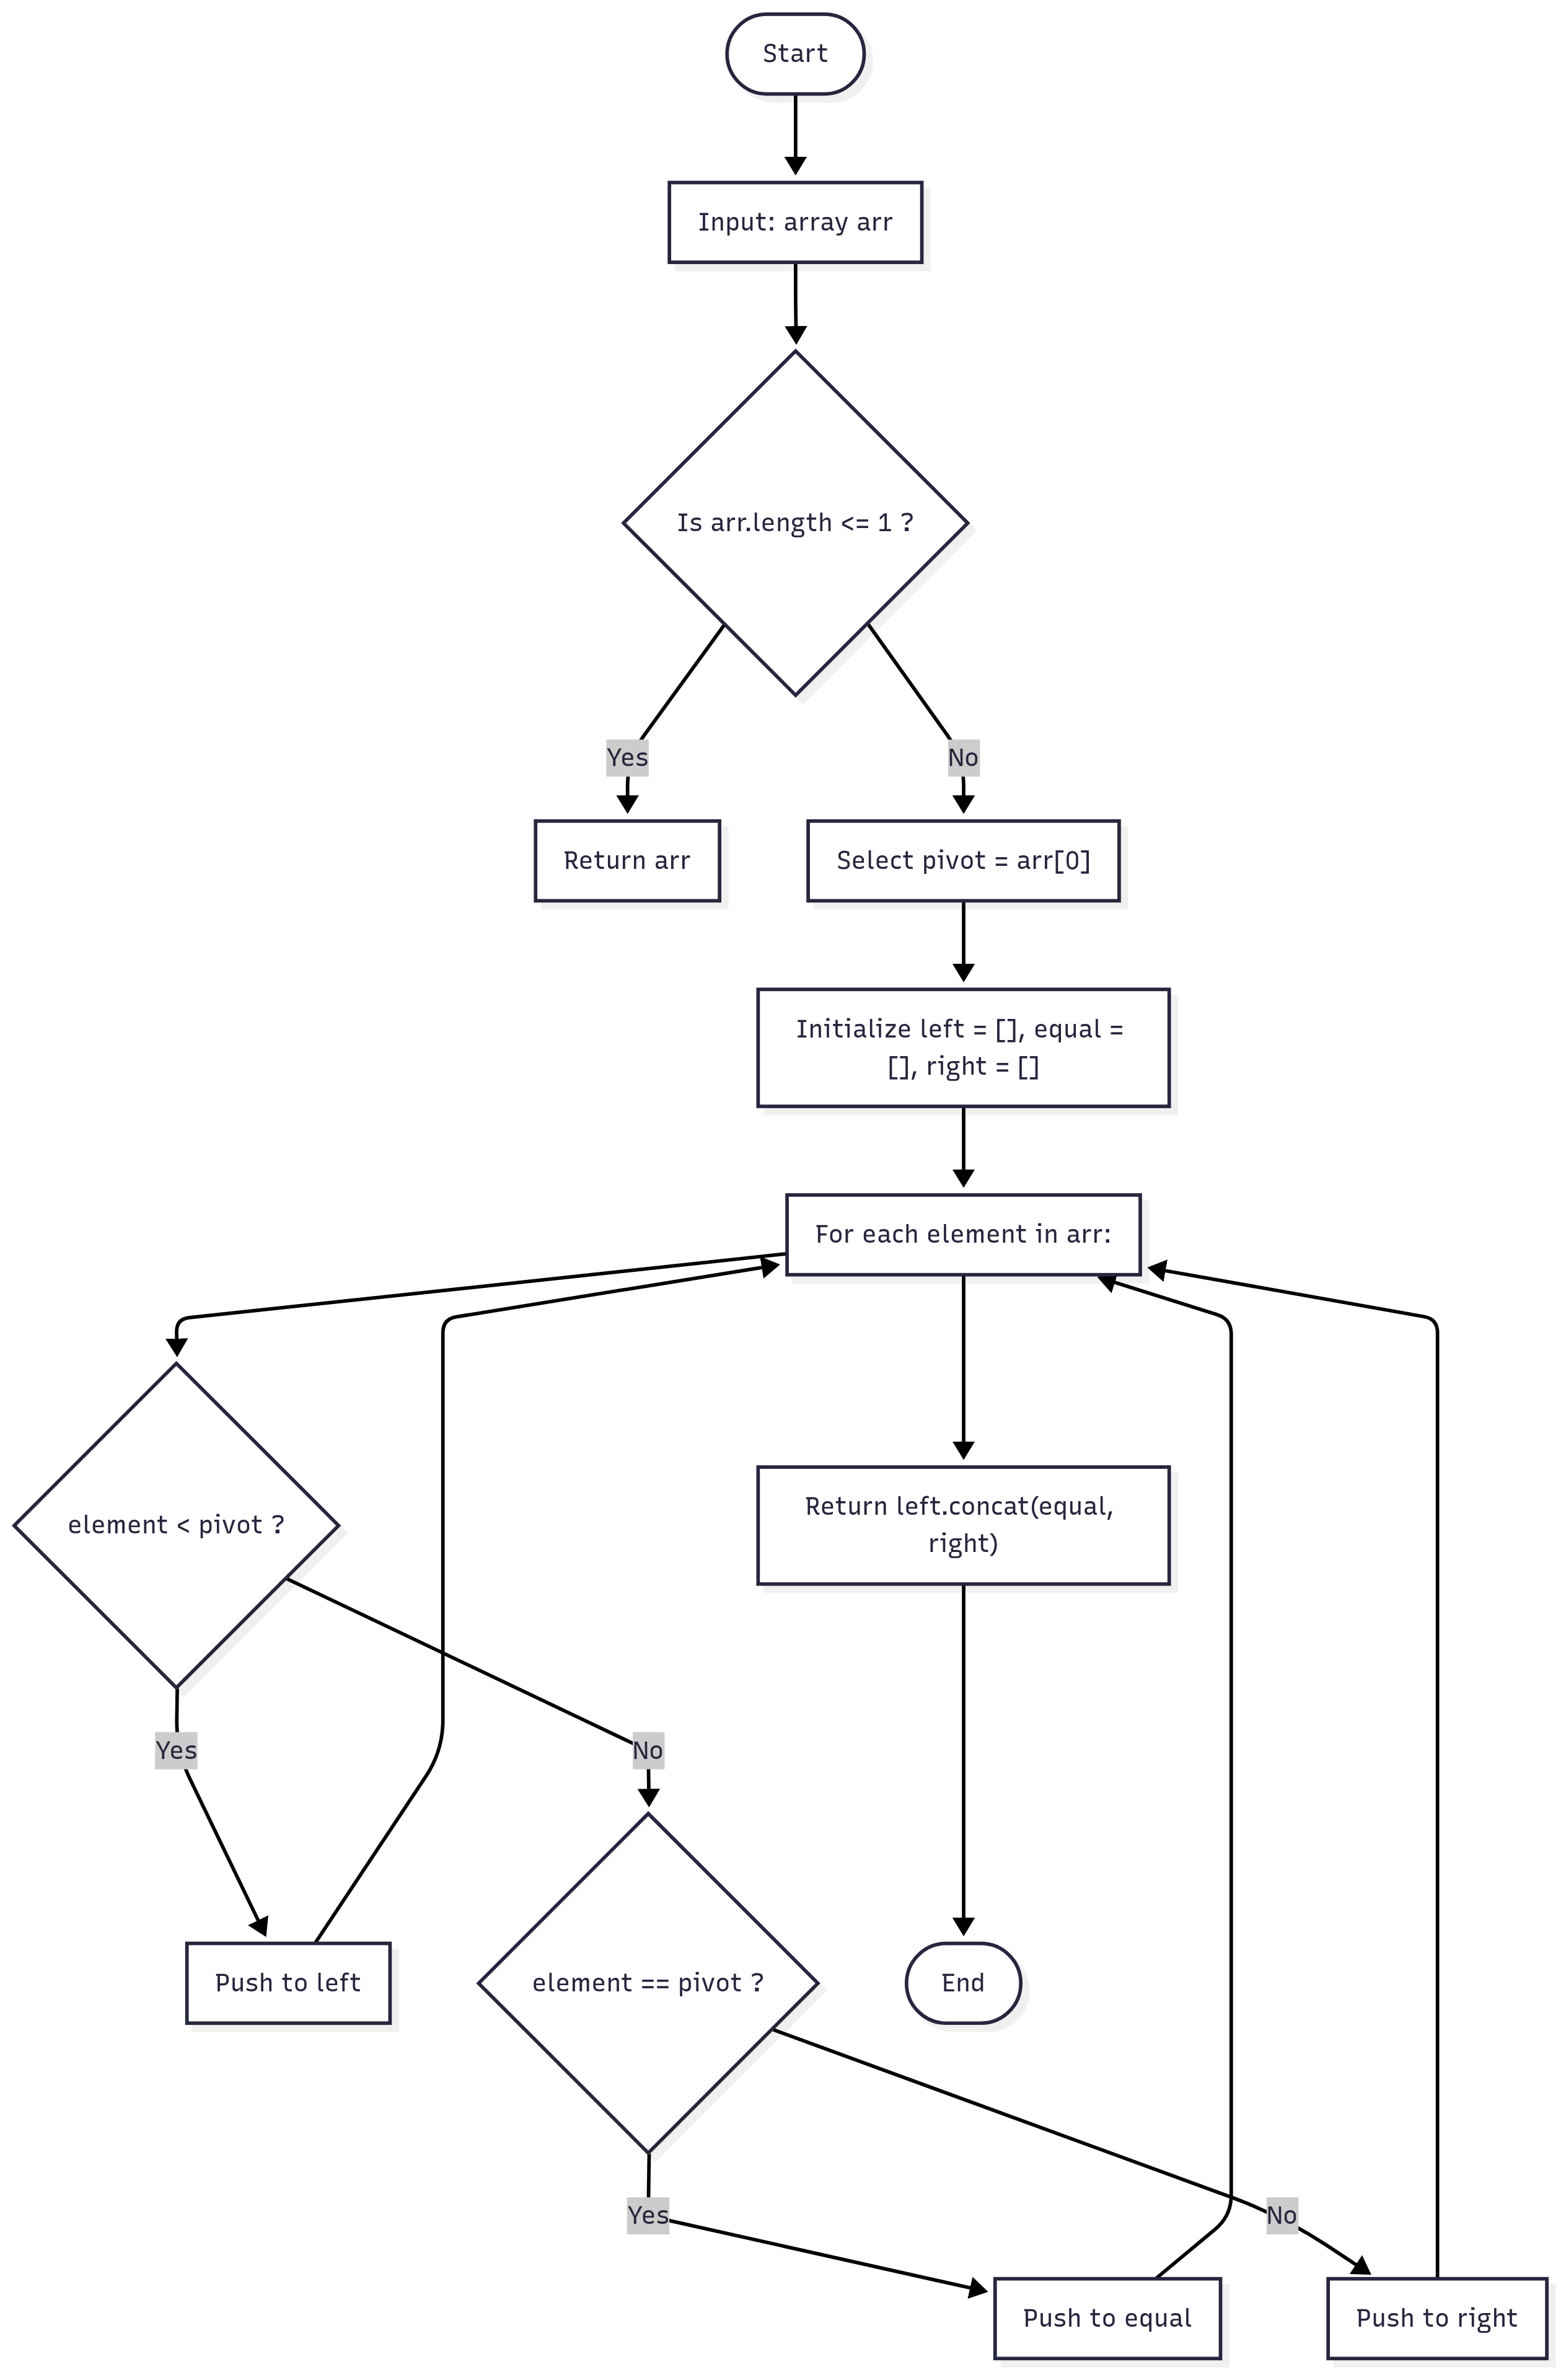 Start
Input: array arr
Is arr.length <= 1 ?
Yes
No
Return arr
Select pivot = arr[0]
Initialize left = [], equal =
[], right = []
For each element in arr:
element < pivot ?
Return left.concat(equal,
right)
Yes
No
Push to left
element == pivot ?
End
Yes
No
Push to equal
Push to right